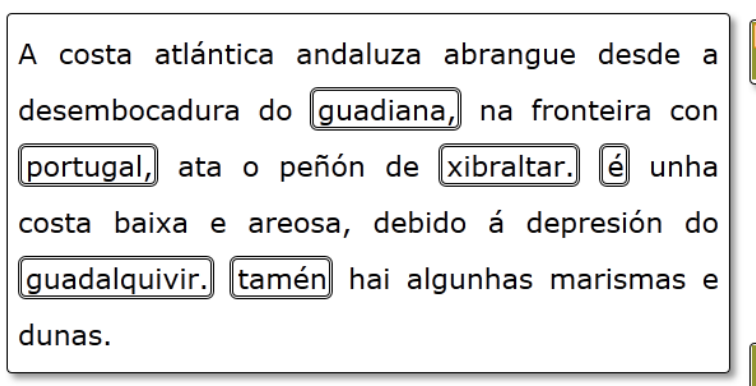 A costa atlántica andaluza abrangue desde a
desembocadura do guadiana, na fronteira con
portugal, ata o peñón de xibraltar. é unha
costa baixa e areosa, debido á depresión do
guadalquivir. tamén hai algunhas marismas e
dunas.